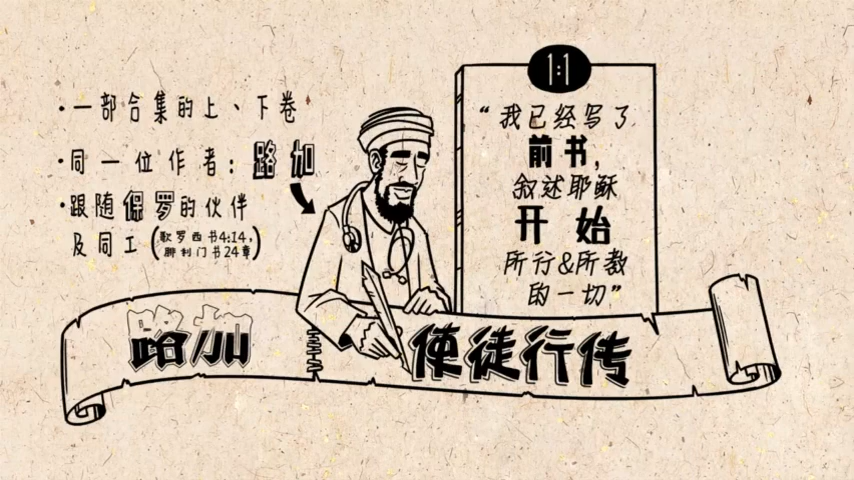 ·一部合集的上、下卷
·同一位作者:路加
·跟随保罗的伙伴
及同工(歌罗西书4:14,
腓利门书24章)
1:1
“我已经写了
前书,
叙述耶稣
开始
所行&所教
的一切”
路加 使徒行传